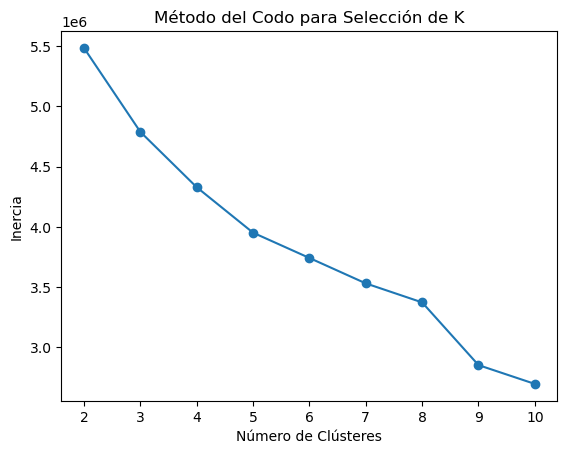 Método del Codo para Selección de K
1e6
5.5
5.0
4.5
4.0
3.5
3.0
Inercia
2 3 4 5 6 7 8 9 10
Número de Clústeres